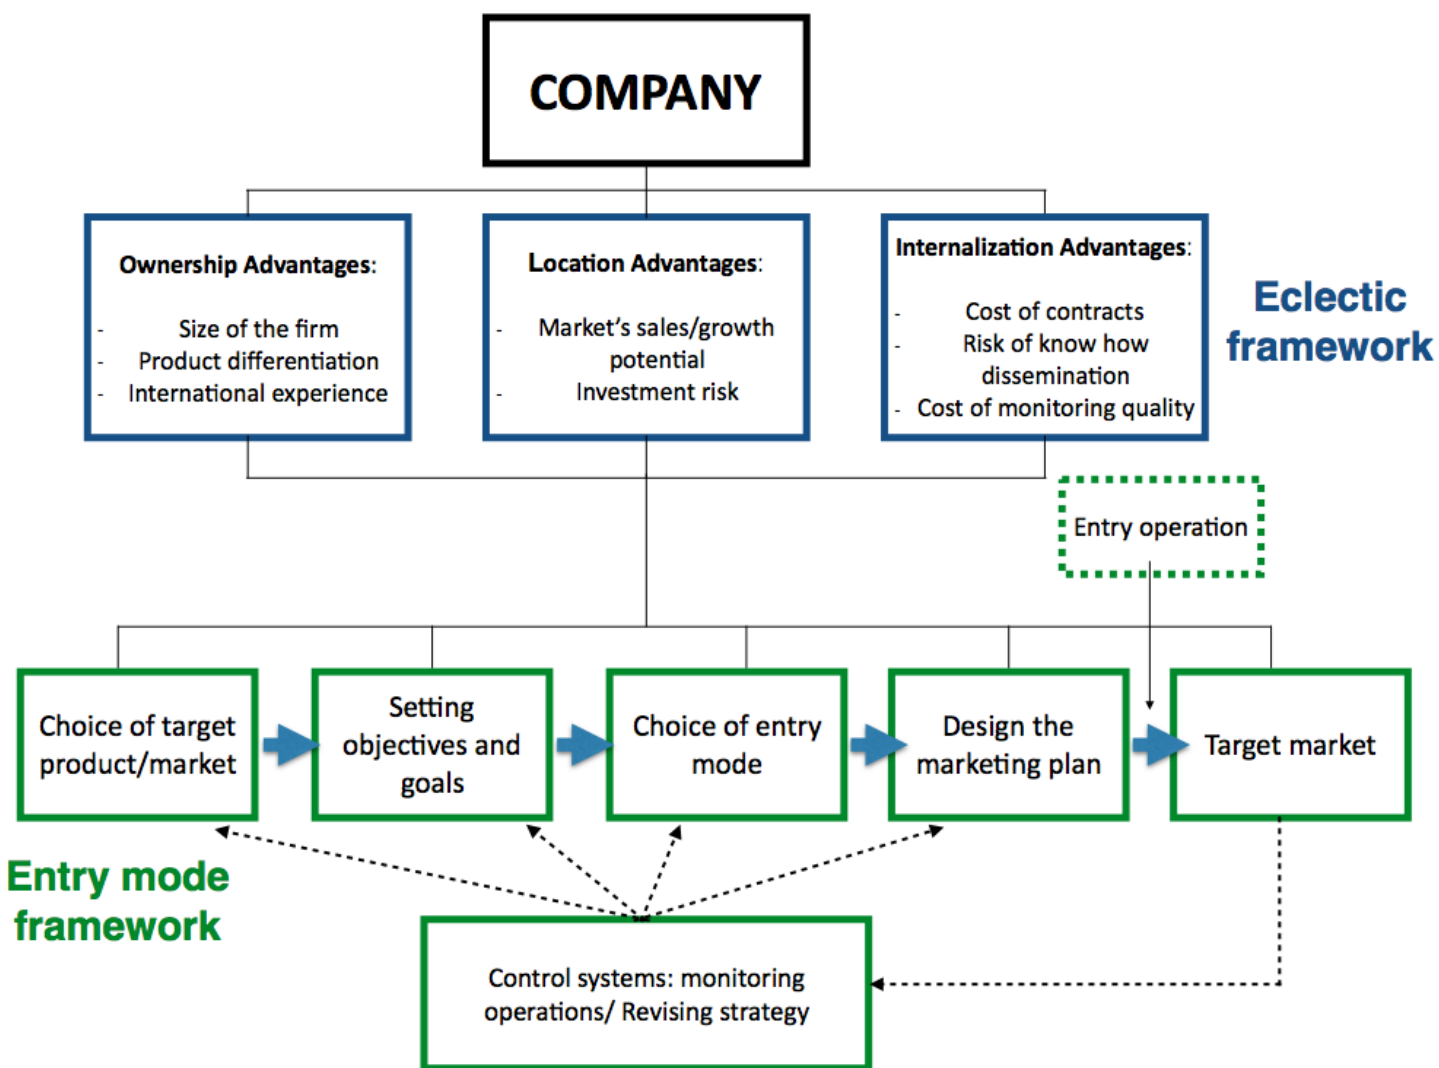 COMPANY
Ownership Advantages:
- Size of the firm
- Product differentiation
- International experience
Location Advantages:
- Market's sales/growth
potential
- Investment risk
Internalization Advantages:
- Cost of contracts
- Risk of know how
dissemination
- Cost of monitoring quality
Eclectic
framework
Entry operation
Choice of target
product/market
Setting
objectives and
goals
Choice of entry
mode
Design the
marketing plan
Target market
Entry mode
framework
Control systems: monitoring
operations/ Revising strategy